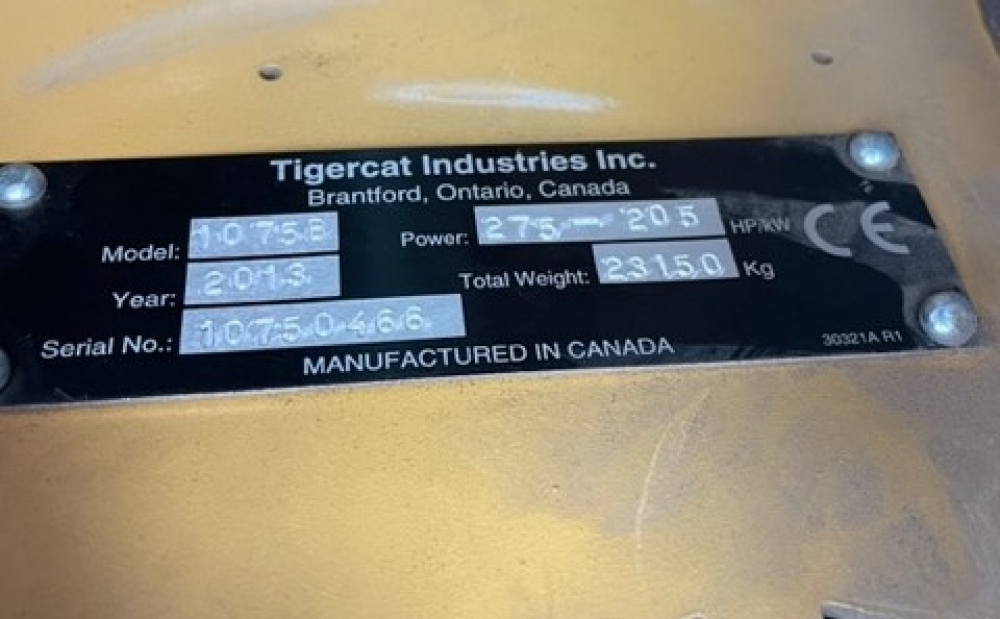 Tigercat Industries Inc.
Brantford, Ontario, Canada
Model: 1075B Power: 275 - 205 HP/kW CE
Year: 2013 Total Weight: 23150 Kg
Serial No.: 10750466
MANUFACTURED IN CANADA 30321A R1